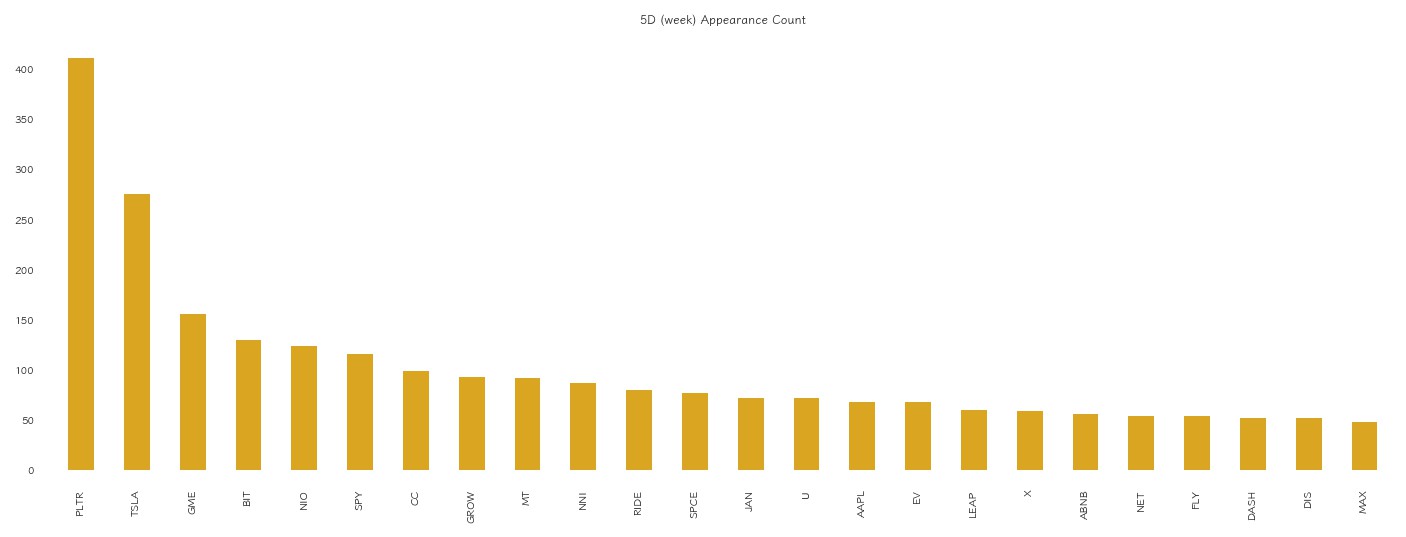 5D (week) Appearance Count
400
350
300
250
200
150
100
50
0
PLTR
TSLA
GME
BIT
NIO
SPY
CC
GROW
MT
NNI
RIDE
SPCE
JAN
U
AAPL
EV
LEAP
X
ABNB
NET
FLY
DASH
DIS
MAX